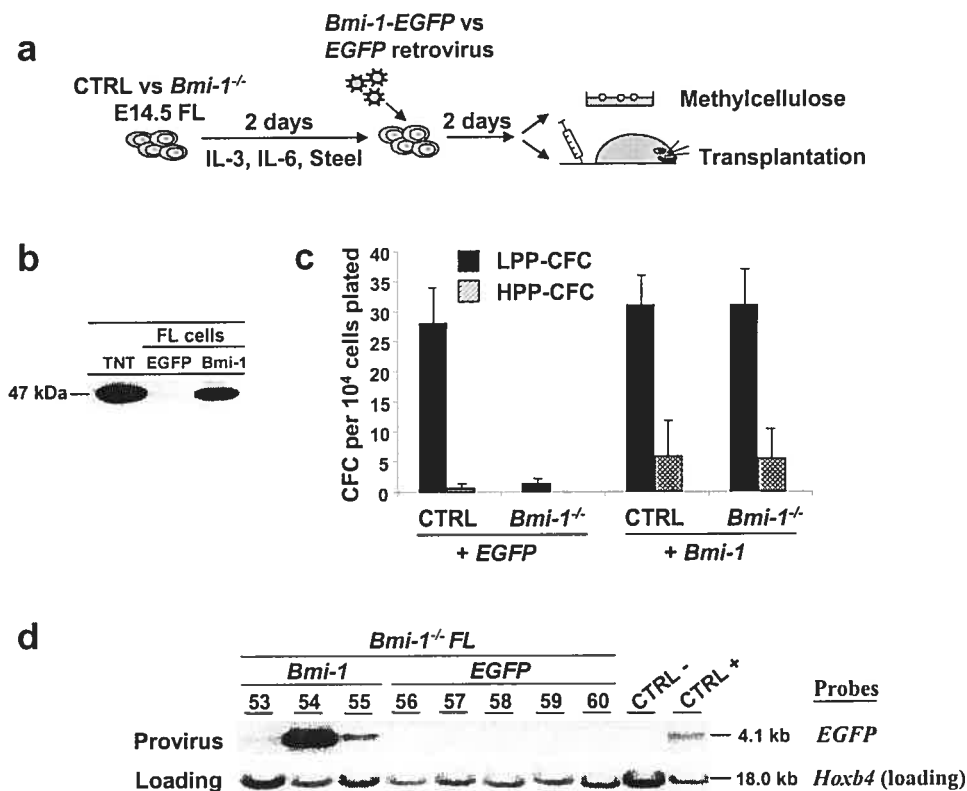 a
Bmi-1-EGFP vs
EGFP retrovirus
CTRL vs Bmi-1-/-
E14.5 FL
2 days
IL-3, IL-6, Steel
2 days
Methylcellulose
Transplantation
b
FL cells
TNT EGFP Bmi-1
47 kDa
c
LPP-CFC
HPP-CFC
CFC per 10⁴ cells plated
40
35
30
25
20
15
10
5
0
CTRL Bmi-1-/- CTRL Bmi-1-/-
+ EGFP + Bmi-1
d
Bmi-1-/- FL
Bmi-1 EGFP
53 54 55 56 57 58 59 60 CTRL - CTRL + Probes
Provirus 4.1 kb EGFP
Loading 18.0 kb Hoxb4 (loading)